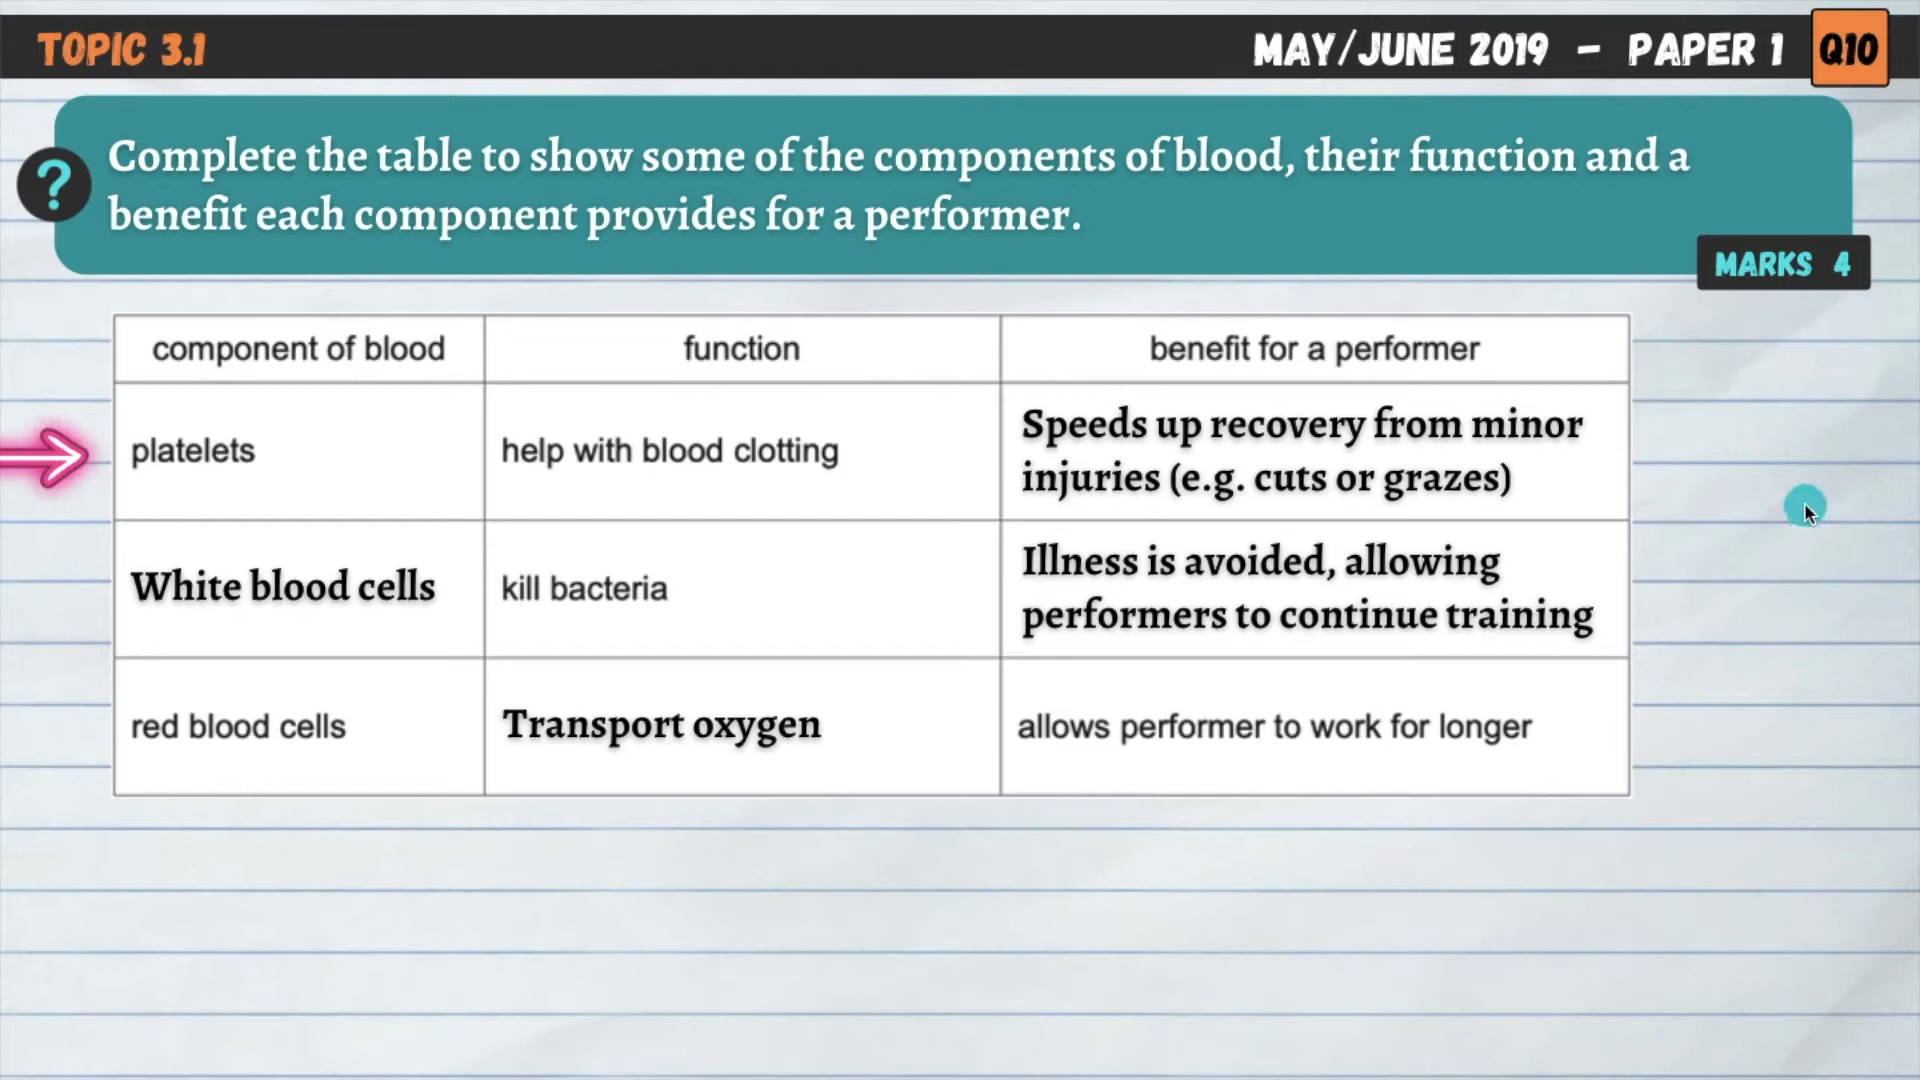 TOPIC 3.1
MAY/JUNE 2019 - PAPER 1
Q10
?
Complete the table to show some of the components of blood, their function and a
benefit each component provides for a performer.
MARKS 4
component of blood
function
benefit for a performer
platelets
help with blood clotting
Speeds up recovery from minor
injuries (e.g. cuts or grazes)
White blood cells
kill bacteria
Illness is avoided, allowing
performers to continue training
red blood cells
Transport oxygen
allows performer to work for longer